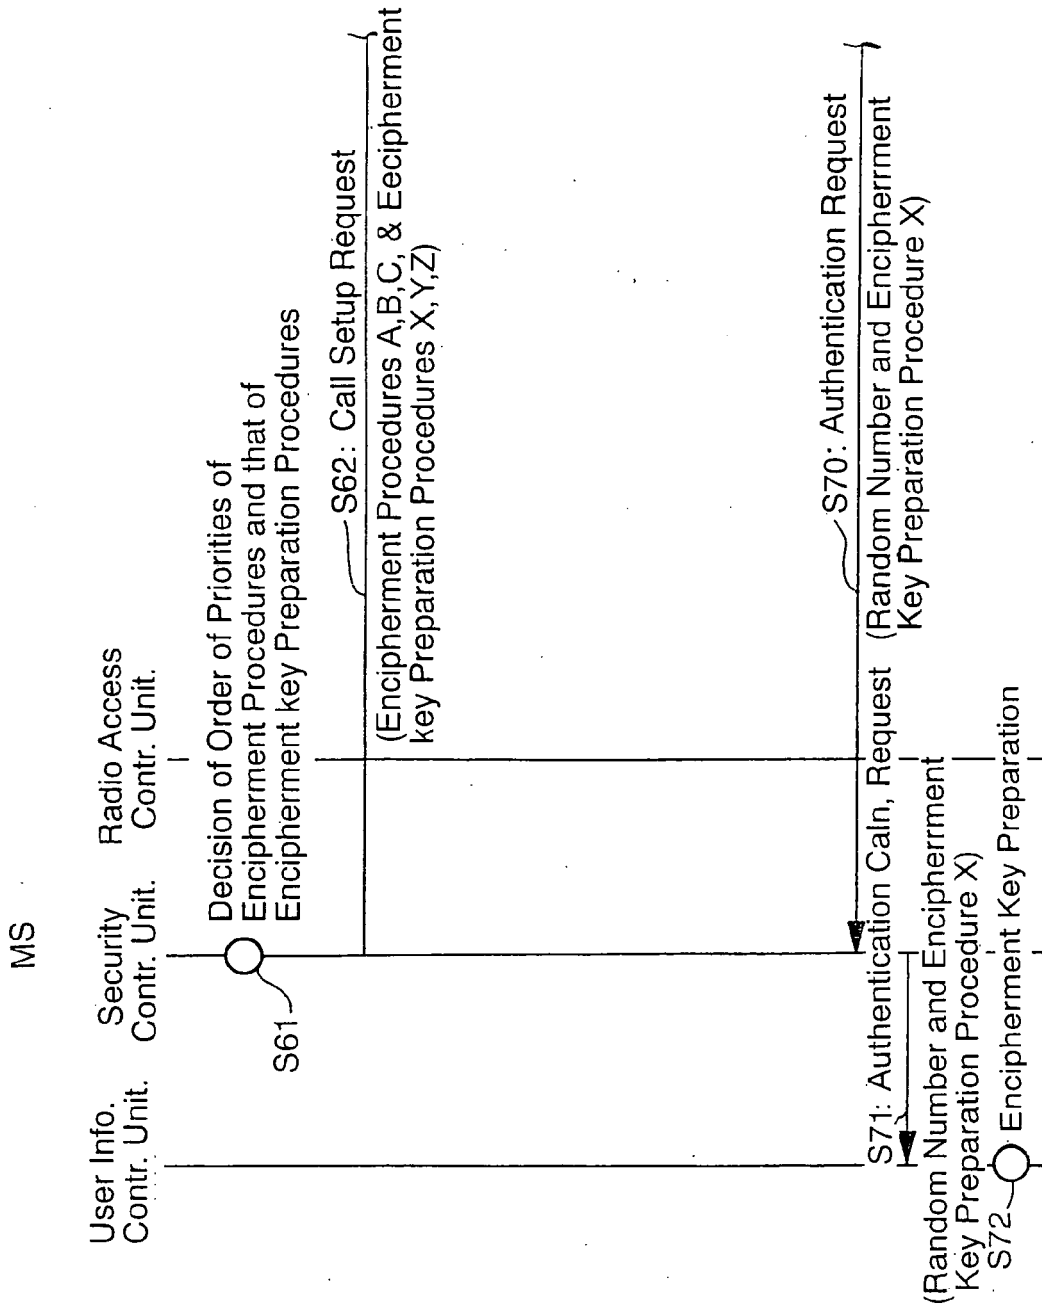 MS
User Info.
Contr. Unit.
Security
Contr. Unit.
Radio Access
Contr. Unit.
Decision of Order of Priorities of
Encipherment Procedures and that of
Encipherment key Preparation Procedures
S61
S62: Call Setup Request
(Encipherment Procedures A,B,C, & Eecipherment
key Preparation Procedures X,Y,Z)
S70: Authentication Request
(Random Number and Enciphermment
Key Preparation Procedure X)
S71: Authentication Caln, Request
(Random Number and Enciphermment
Key Preparation Procedure X)
S72
Encipherment Key Preparation